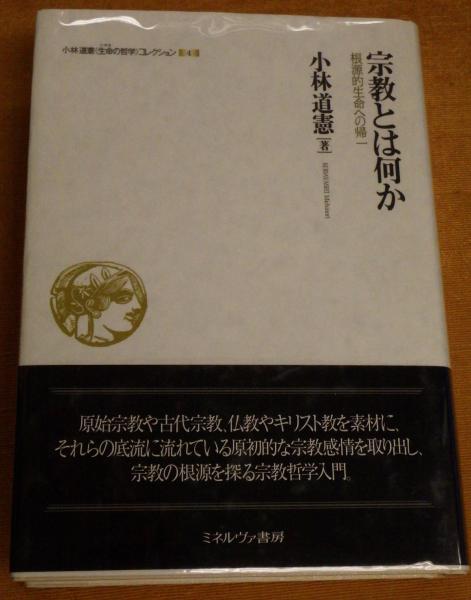 小林道憲〈生命の哲学〉コレクション 4
宗教とは何か
根源的生命への帰一
小林道憲[著]
KOBAYASHI Michinori
原始宗教や古代宗教、仏教やキリスト教を素材に、
それらの底流に流れている原初的な宗教感情を取り出し、
宗教の根源を探る宗教哲学入門。
ミネルヴァ書房